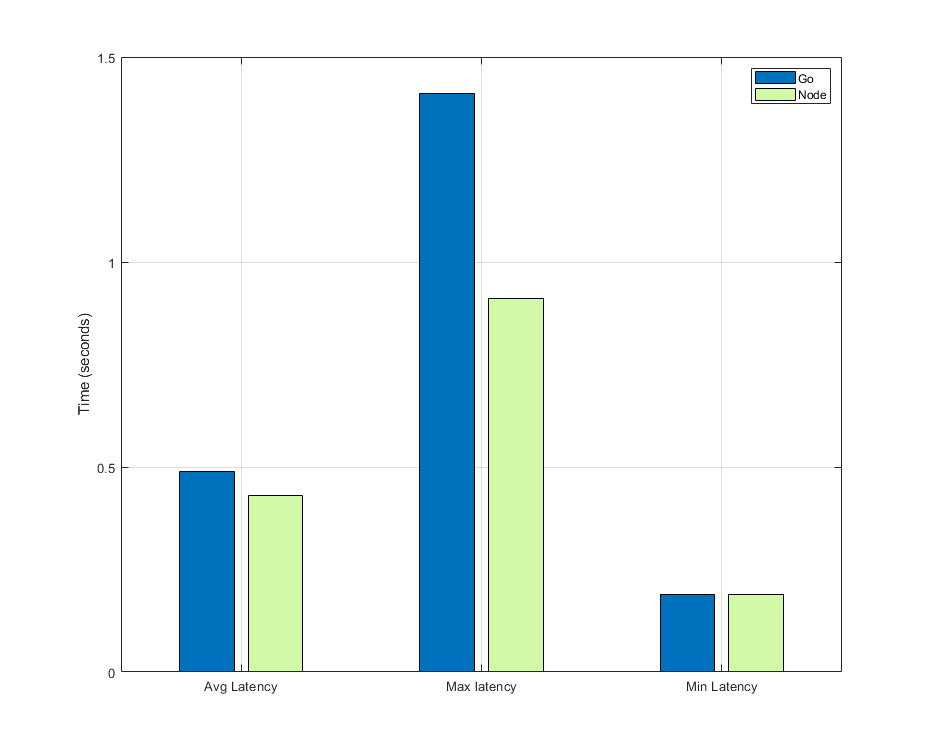 1.5
1
0.5
0
Time (seconds)
Go
Node
Avg Latency
Max latency
Min Latency